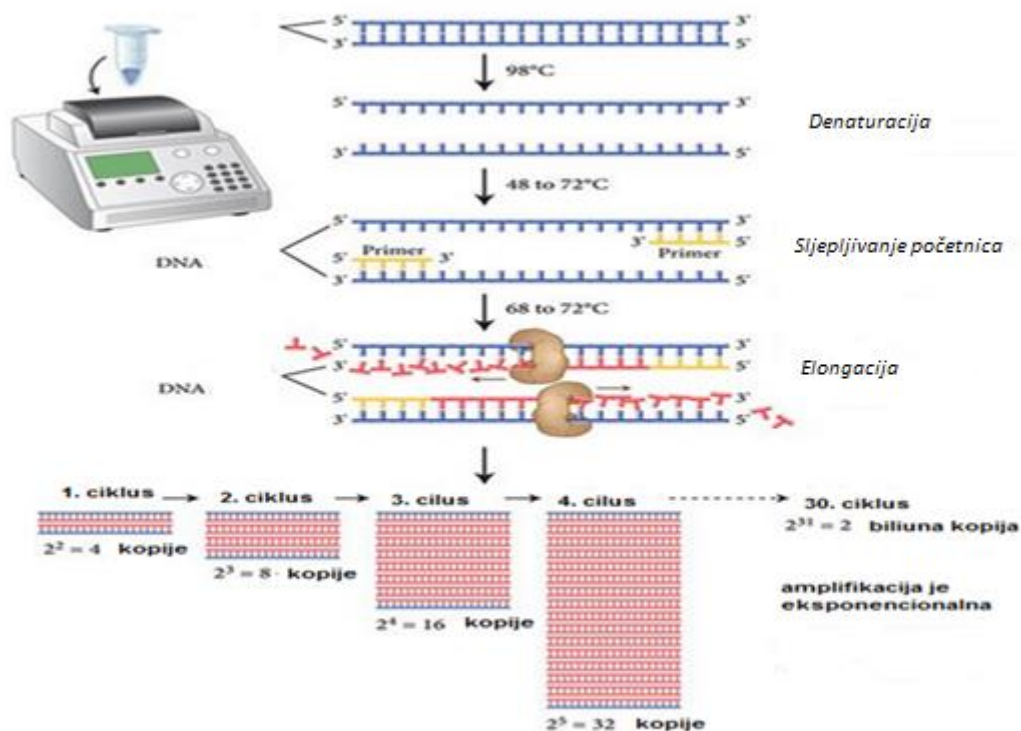 5' 3'
3' 5'
98°C
5' 3'
Denaturacija
3' 5'
48 to 72°C
5' 3'
3' 5'
Primer
Sljepljivanje početnica
Primer
5' 3'
DNA
3' 5'
68 to 72°C
5' 3'
3' 5'
Elongacija
DNA
5' 3'
3' 5'
1. ciklus
2. ciklus
3. cilus
4. cilus
30. ciklus
2³¹ = 2 biliuna kopija
2² = 4 kopije
2³ = 8 · kopije
amplifikacija je
eksponencionalna
2⁴ = 16 kopije
2⁵ = 32 kopije